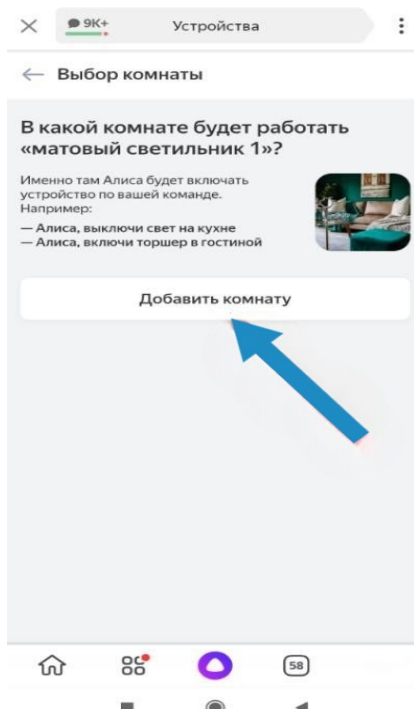 9K+
Устройства
Выбор комнаты
В какой комнате будет работать
«матовый светильник 1»?
Именно там Алиса будет включать
устройство по вашей команде.
Например:
— Алиса, выключи свет на кухне
— Алиса, включи торшер в гостиной
Добавить комнату
58